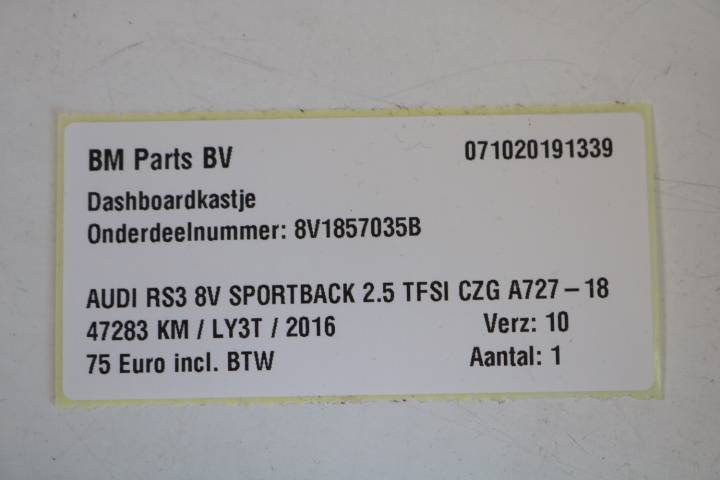 BM Parts BV 071020191339
Dashboardkastje
Onderdeelnummer: 8V1857035B
AUDI RS3 8V SPORTBACK 2.5 TFSI CZG A727-18
47283 KM / LY3T / 2016 Verz: 10
75 Euro incl. BTW Aantal: 1